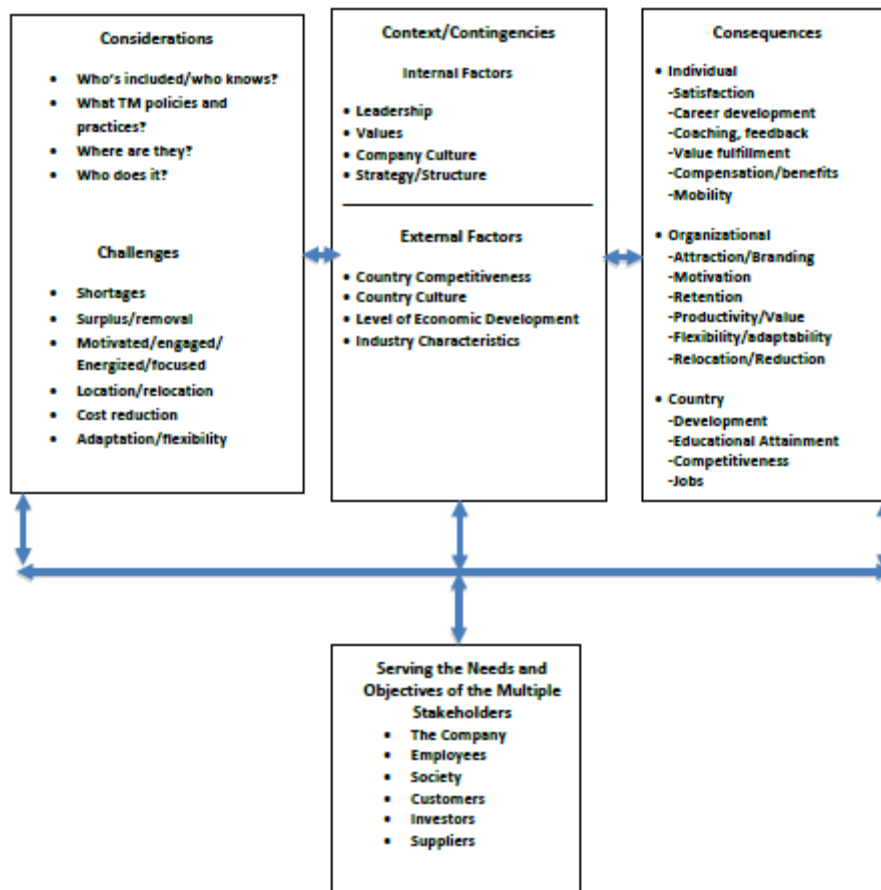 Considerations
• Who's included/who knows?
• What TM policies and
practices?
• Where are they?
• Who does it?
Challenges
• Shortages
• Surplus/removal
• Motivated/engaged/
Energized/focused
• Location/relocation
• Cost reduction
• Adaptation/flexibility
Context/Contingencies
Internal Factors
• Leadership
• Values
• Company Culture
• Strategy/Structure
External Factors
• Country Competitiveness
• Country Culture
• Level of Economic Development
• Industry Characteristics
Consequences
• Individual
-Satisfaction
-Career development
-Coaching, feedback
-Value fulfillment
-Compensation/benefits
-Mobility
• Organizational
-Attraction/Branding
-Motivation
-Retention
-Productivity/Value
-Flexibility/adaptability
-Relocation/Reduction
• Country
-Development
-Educational Attainment
-Competitiveness
-Jobs
Serving the Needs and
Objectives of the Multiple
Stakeholders
• The Company
• Employees
• Society
• Customers
• Investors
• Suppliers